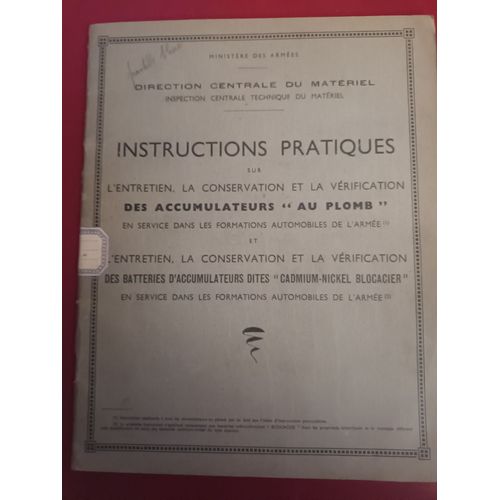 MINISTÈRE DES ARMÉES
DIRECTION CENTRALE DU MATÉRIEL
INSPECTION CENTRALE TECHNIQUE DU MATÉRIEL
INSTRUCTIONS PRATIQUES
SUR
L'ENTRETIEN, LA CONSERVATION ET LA VÉRIFICATION
DES ACCUMULATEURS "AU PLOMB"
EN SERVICE DANS LES FORMATIONS AUTOMOBILES DE L'ARMÉE (1)
ET
L'ENTRETIEN, LA CONSERVATION ET LA VÉRIFICATION
DES BATTERIES D'ACCUMULATEURS DITES "CADMIUM-NICKEL BLOCACIER"
EN SERVICE DANS LES FORMATIONS AUTOMOBILES DE L'ARMÉE (2)